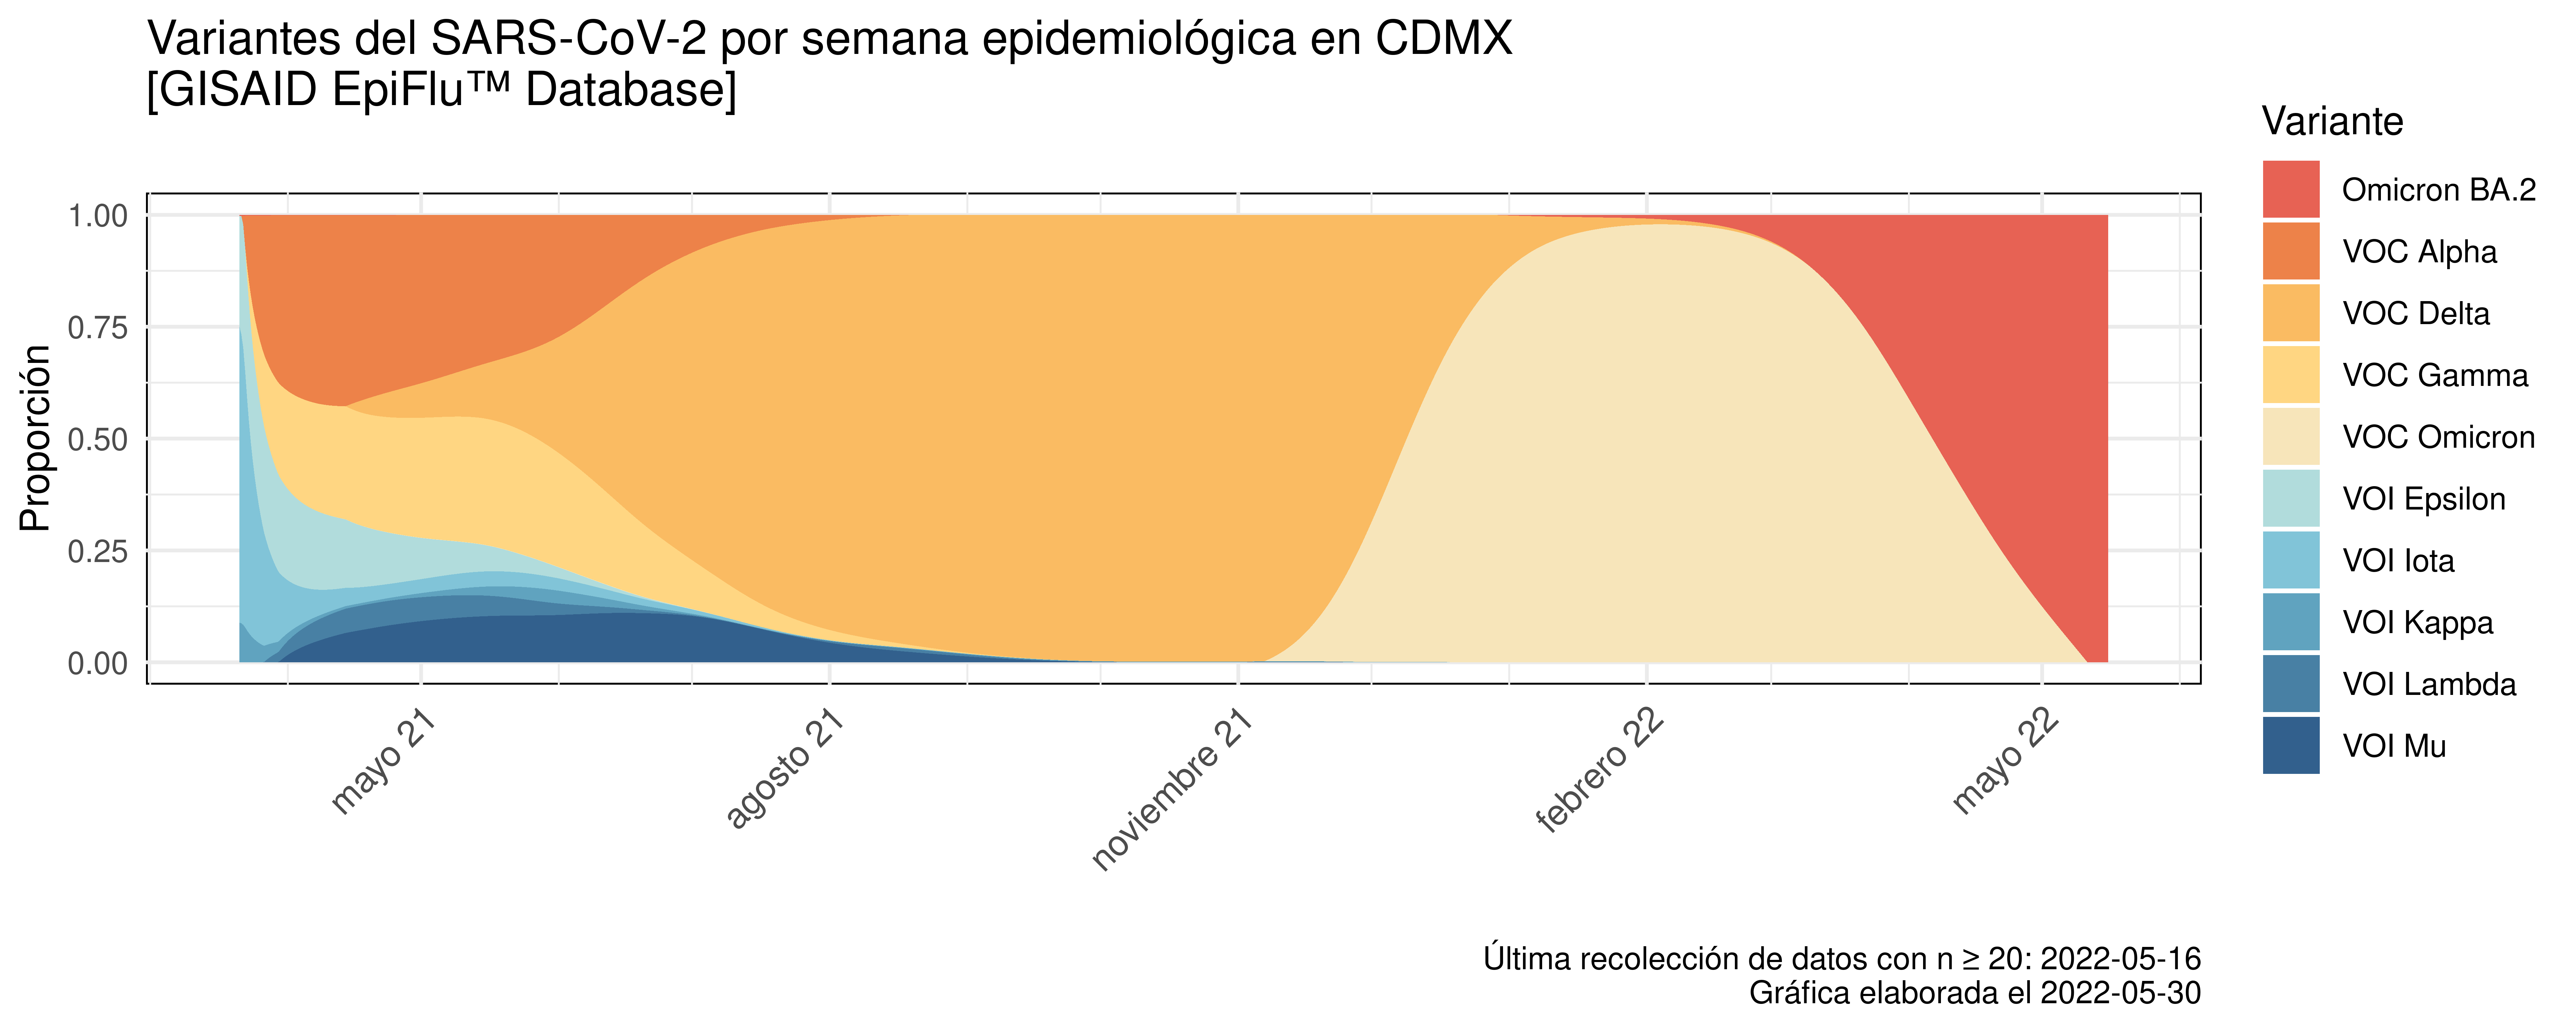 Variantes del SARS-CoV-2 por semana epidemiológica en CDMX
[GISAID EpiFlu™ Database]
Variante
Omicron BA.2
VOC Alpha
VOC Delta
VOC Gamma
VOC Omicron
VOI Epsilon
VOI Iota
VOI Kappa
VOI Lambda
VOI Mu
Proporción
1.00
0.75
0.50
0.25
0.00
mayo 21
agosto 21
noviembre 21
febrero 22
mayo 22
Última recolección de datos con n ≥ 20: 2022-05-16
Gráfica elaborada el 2022-05-30